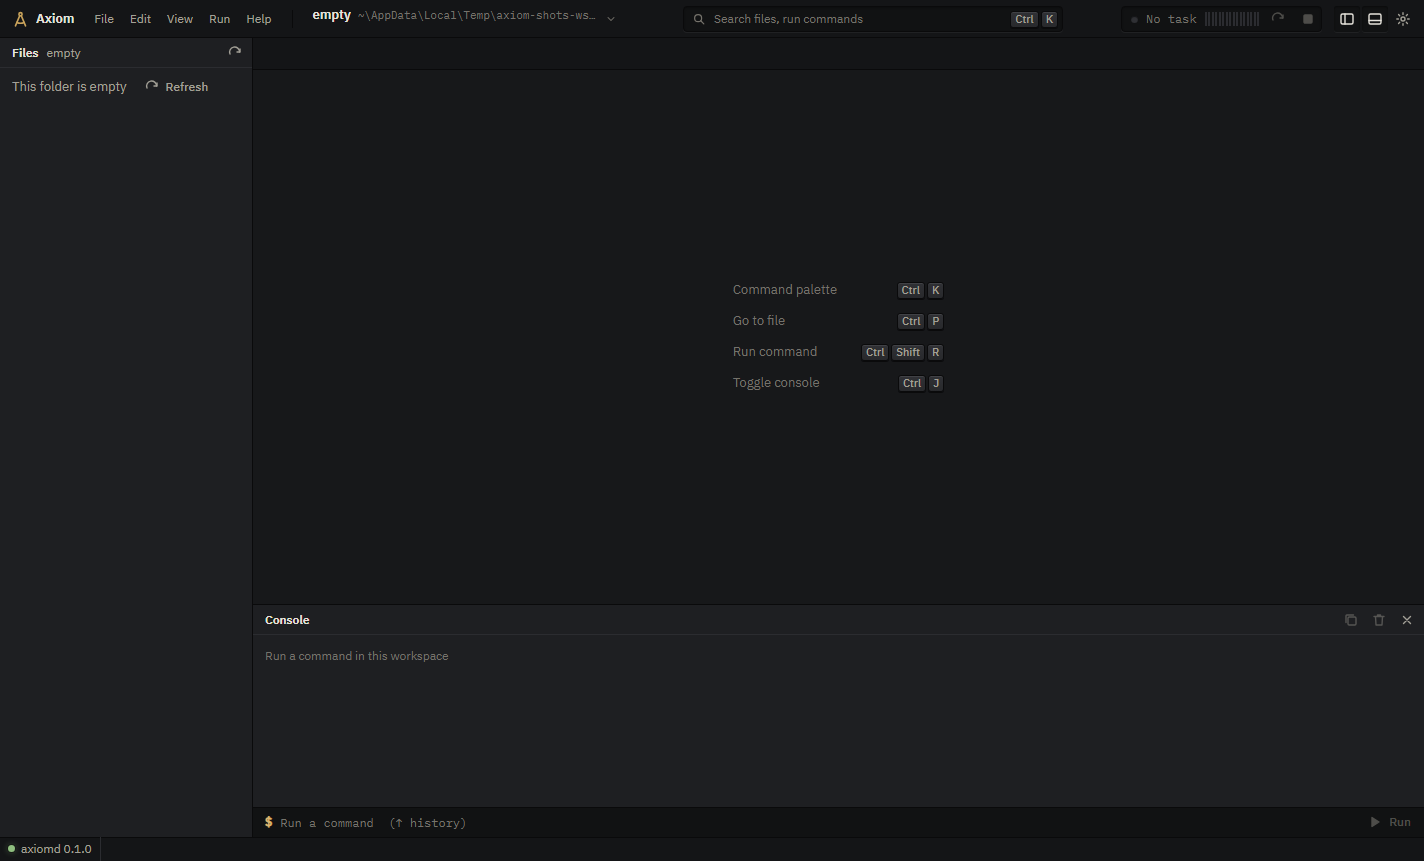 Axiom File Edit View Run Help empty ~\AppData\Local\Temp\axiom-shots-ws… Search files, run commands Ctrl K No task
Files empty
This folder is empty Refresh
Command palette Ctrl K
Go to file Ctrl P
Run command Ctrl Shift R
Toggle console Ctrl J
Console
Run a command in this workspace
$ Run a command (↑ history) Run
axiomd 0.1.0